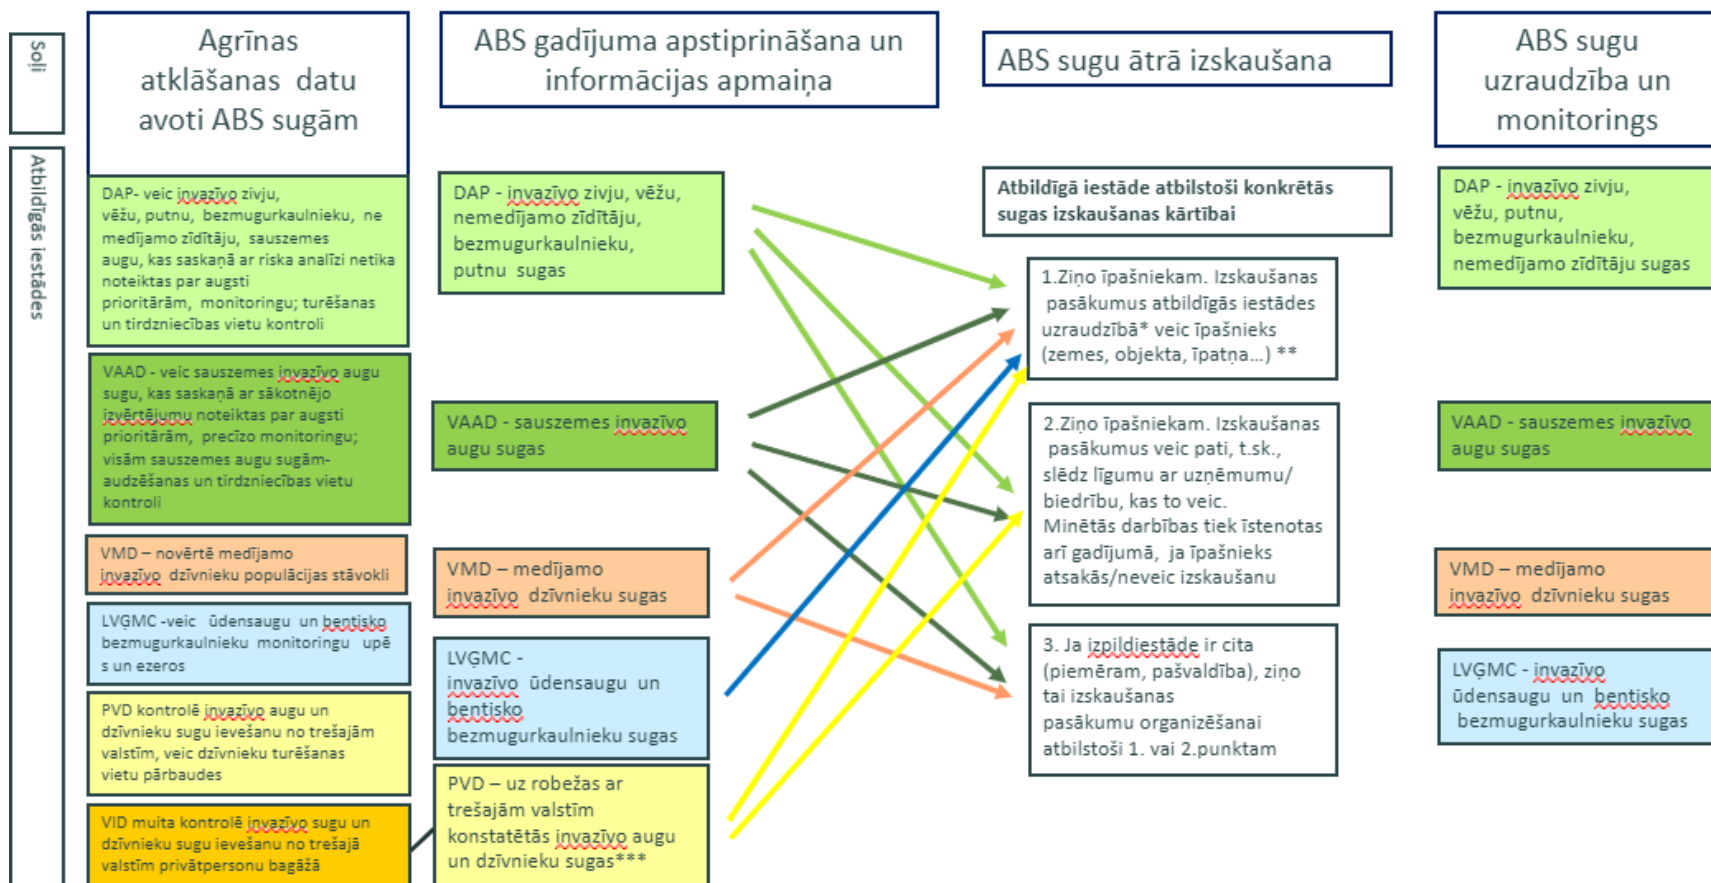 Soļi
Agrīnas
atklāšanas datu
avoti ABS sugām
ABS gadījuma apstiprināšana un
informācijas apmaiņa
ABS sugu ātrā izskaušana
ABS sugu
uzraudzība un
monitorings
Atbildīgās iestādes
DAP- veic invazīvo zivju,
vēžu, putnu, bezmugurkaulnieku, ne
medījamo zīdītāju, sauszemes
augu, kas saskaņā ar riska analīzi netika
noteiktas par augsti
prioritārām, monitoringu; turēšanas
un tirdzniecības vietu kontroli
VAAD - veic sauszemes invazīvo augu
sugu, kas saskaņā ar sākotnējo
izvērtējumu noteiktas par augsti
prioritārām, precīzo monitoringu;
visām sauszemes augu sugām-
audzēšanas un tirdzniecības vietu
kontroli
VMD – novērtē medījamo
invazīvo dzīvnieku populācijas stāvokli
LVĢMC -veic ūdensaugu un bentisko
bezmugurkaulnieku monitoringu upē
s un ezeros
PVD kontrolē invazīvo augu un
dzīvnieku sugu ievešanu no trešajām
valstīm, veic dzīvnieku turēšanas
vietu pārbaudes
VID muita kontrolē invazīvo sugu un
dzīvnieku sugu ievešanu no trešajā
valstīm privātpersonu bagāžā
DAP - invazīvo zivju, vēžu,
nemedījamo zīdītāju,
bezmugurkaulnieku,
putnu sugas
VAAD - sauszemes invazīvo
augu sugas
VMD – medījamo
invazīvo dzīvnieku sugas
LVĢMC -
invazīvo ūdensaugu un
bentisko
bezmugurkaulnieku sugas
PVD – uz robežas ar
trešajām valstīm
konstatētās invazīvo augu
un dzīvnieku sugas***
Atbildīgā iestāde atbilstoši konkrētās
sugas izskaušanas kārtībai
1.Ziņo īpašniekam. Izskaušanas
pasākumus atbildīgās iestādes
uzraudzībā* veic īpašnieks
(zemes, objekta, īpatņa...) **
2.Ziņo īpašniekam. Izskaušanas
pasākumus veic pati, t.sk.,
slēdz līgumu ar uzņēmumu/
biedrību, kas to veic.
Minētās darbības tiek īstenotas
arī gadījumā, ja īpašnieks
atsakās/neveic izskaušanu
3. Ja izpildiestāde ir cita
(piemēram, pašvaldība), ziņo
tai izskaušanas
pasākumu organizēšanai
atbilstoši 1. vai 2.punktam
DAP - invazīvo zivju,
vēžu, putnu,
bezmugurkaulnieku,
nemedījamo zīdītāju sugas
VAAD - sauszemes invazīvo
augu sugas
VMD – medījamo
invazīvo dzīvnieku sugas
LVĢMC - invazīvo
ūdensaugu un bentisko
bezmugurkaulnieku sugas